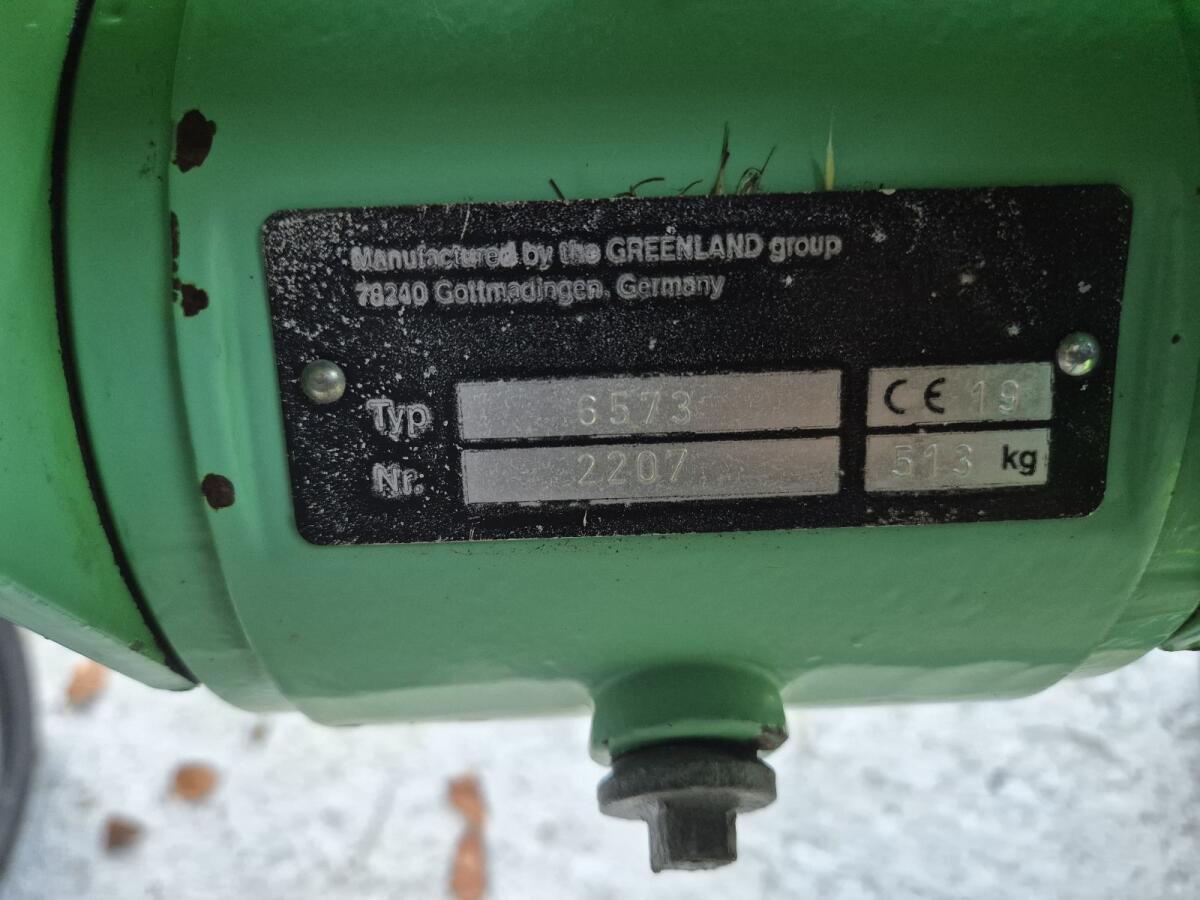 Manufactured by the GREENLAND group
78240 Gottmadingen, Germany
Typ 6573 CE 19
Nr. 2207 513 kg